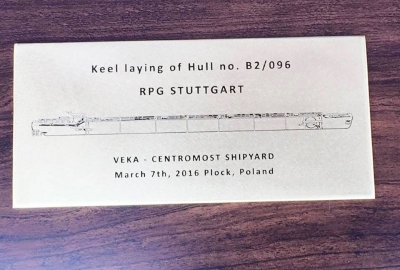 Keel laying of Hull no. B2/096
RPG STUTTGART
VEKA - CENTROMOST SHIPYARD
March 7th, 2016 Plock, Poland